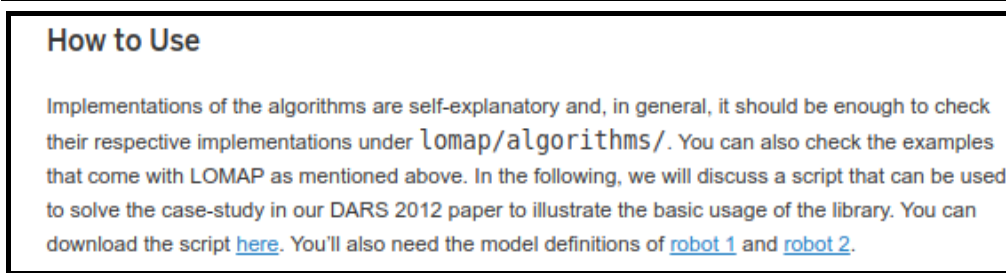 How to Use
Implementations of the algorithms are self-explanatory and, in general, it should be enough to check
their respective implementations under lomap/algorithms/. You can also check the examples
that come with LOMAP as mentioned above. In the following, we will discuss a script that can be used
to solve the case-study in our DARS 2012 paper to illustrate the basic usage of the library. You can
download the script here. You’ll also need the model definitions of robot 1 and robot 2.